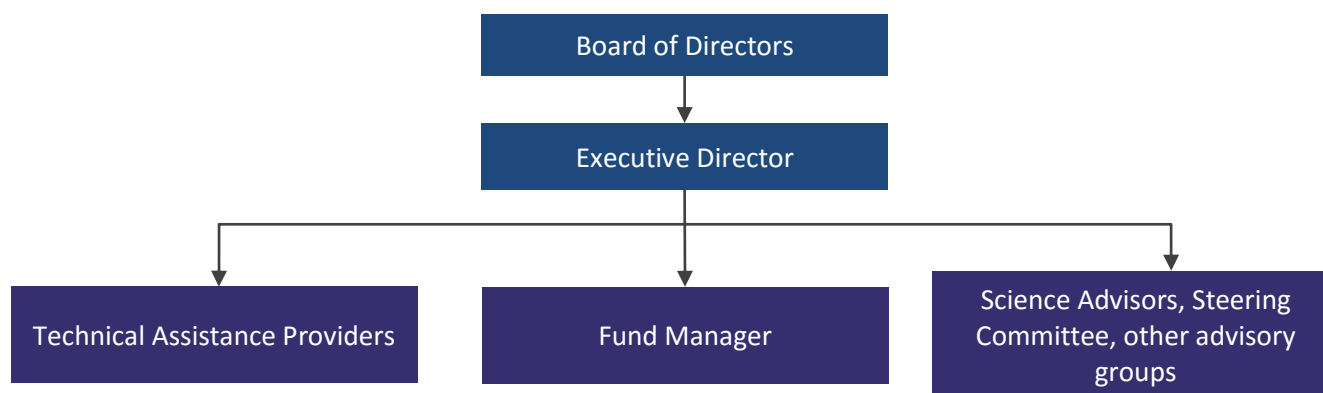 Board of Directors
Executive Director
Technical Assistance Providers
Fund Manager
Science Advisors, Steering
Committee, other advisory
groups